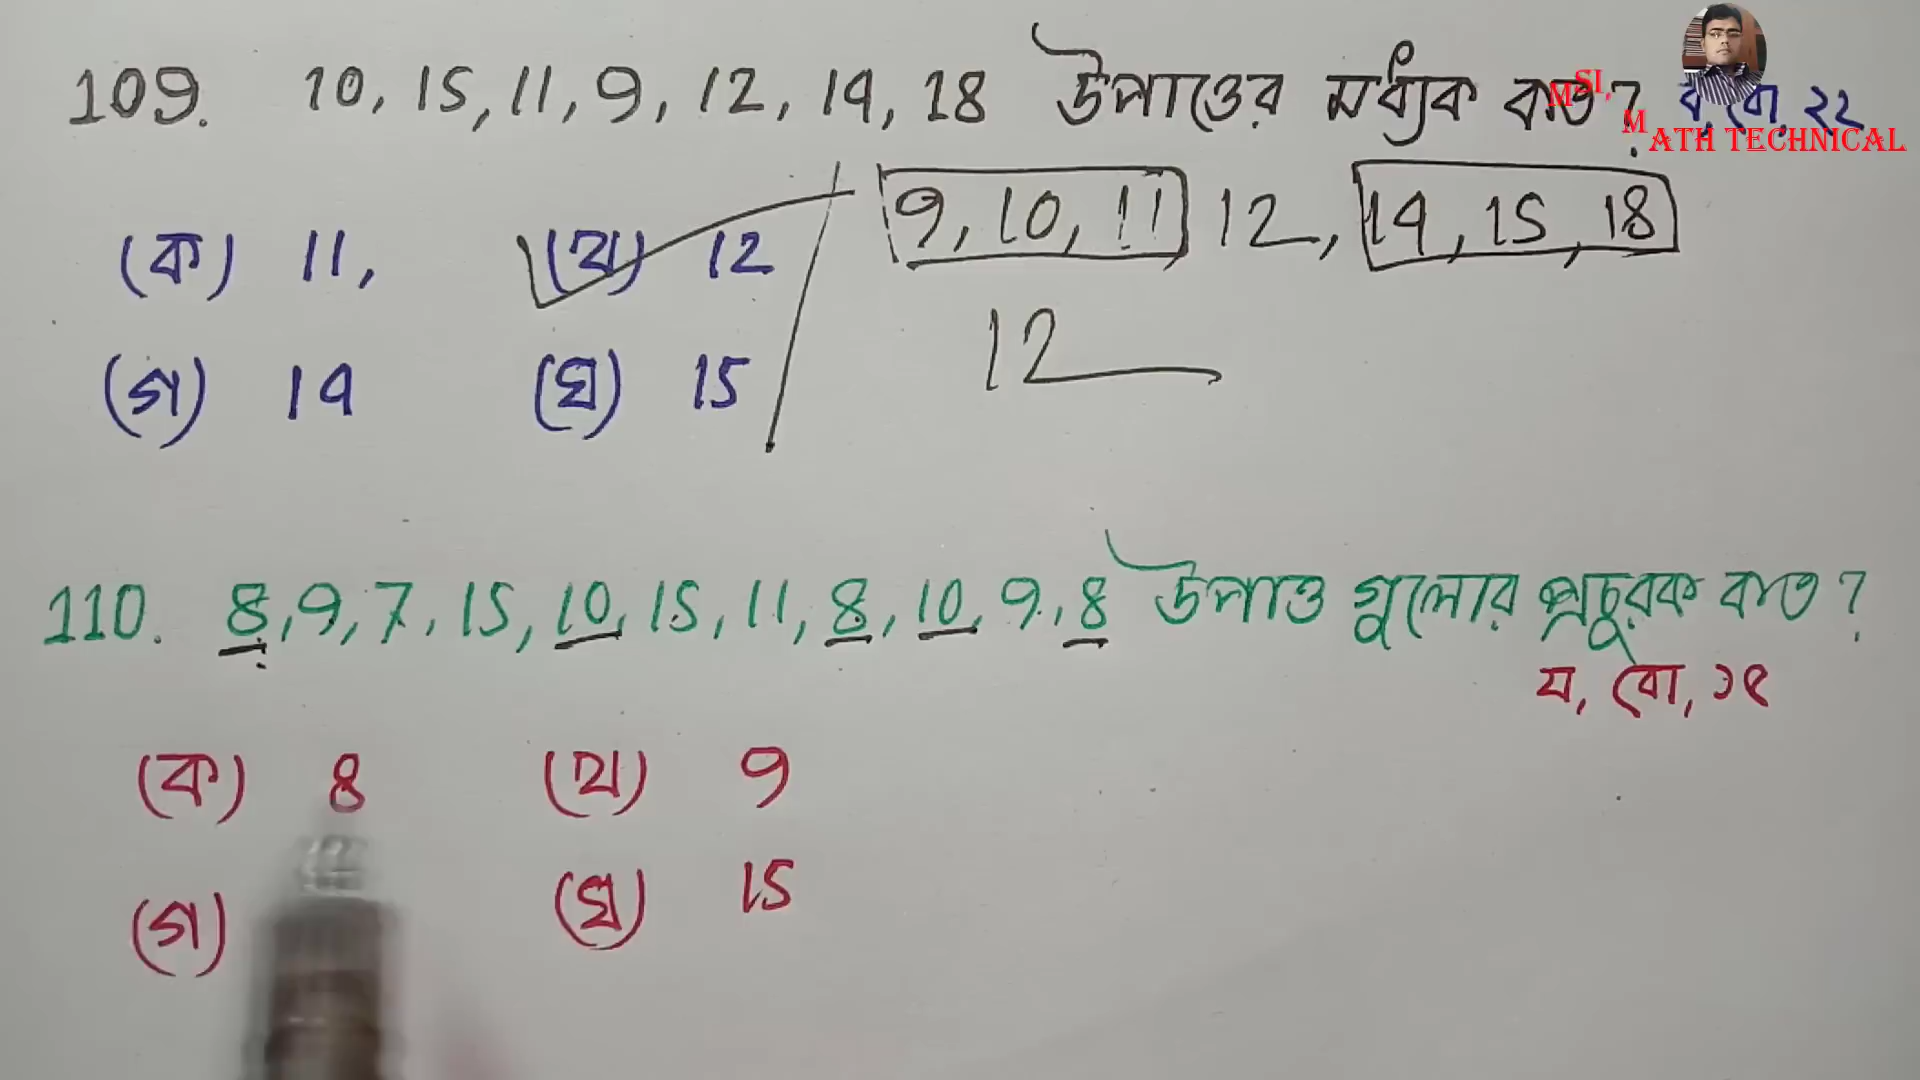 109. 10, 15, 11, 9, 12, 14, 18 উপাত্তের মধ্যক কত? ব, বো, ২২
MSI, MATH TECHNICAL
9, 10, 11 12, 14, 15, 18
(ক) 11, (খ) 12
12
(গ) 14 (ঘ) 15
110. 8, 9, 7, 15, 10, 15, 11, 8, 10, 9, 8 উপাত্ত গুলোর প্রচুরক কত?
য, বো, ১৫
(ক) 8 (খ) 9
(গ) (ঘ) 15